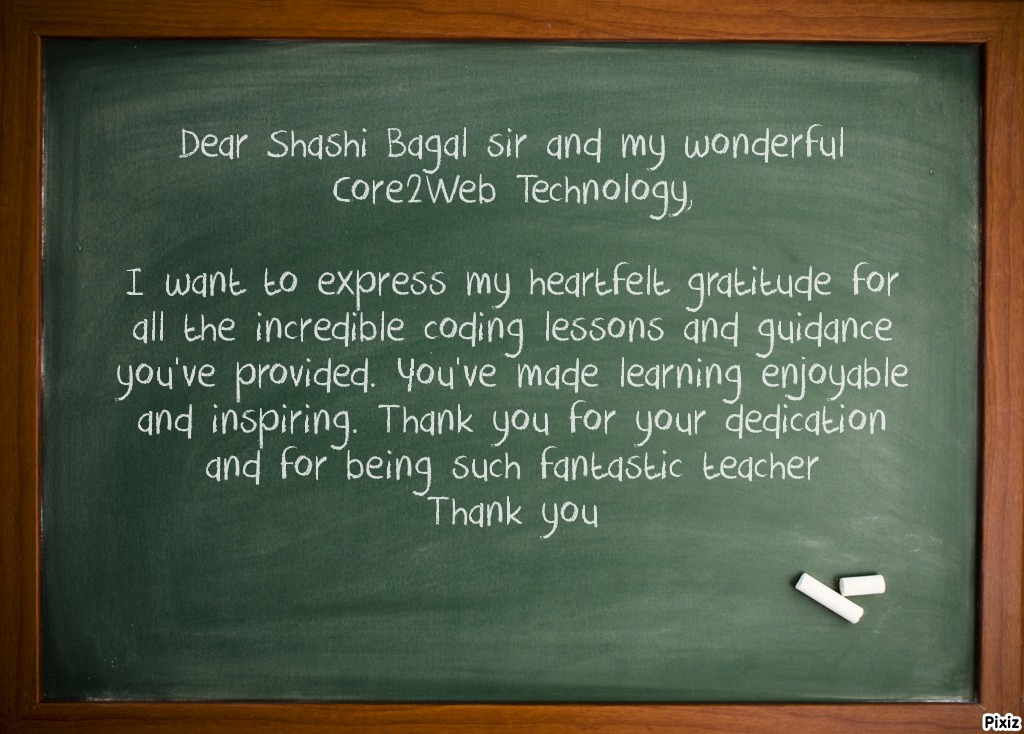 Dear Shashi Bagal sir and my wonderful
Core2Web Technology,
I want to express my heartfelt gratitude for
all the incredible coding lessons and guidance
you've provided. You've made learning enjoyable
and inspiring. Thank you for your dedication
and for being such fantastic teacher
Thank you
Pixiz